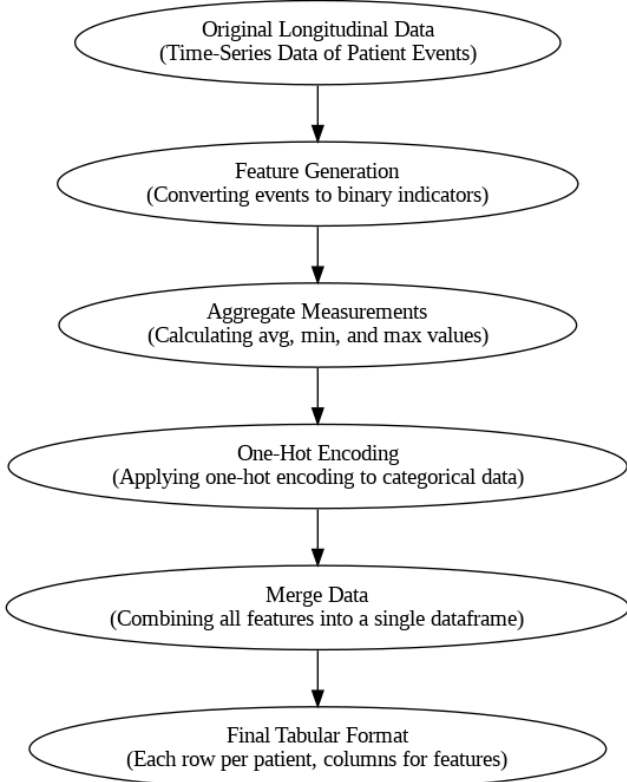 Original Longitudinal Data
(Time-Series Data of Patient Events)
Feature Generation
(Converting events to binary indicators)
Aggregate Measurements
(Calculating avg, min, and max values)
One-Hot Encoding
(Applying one-hot encoding to categorical data)
Merge Data
(Combining all features into a single dataframe)
Final Tabular Format
(Each row per patient, columns for features)